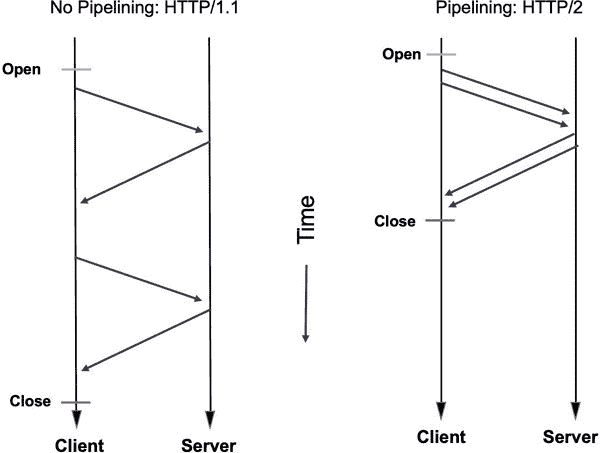 No Pipelining: HTTP/1.1
Pipelining: HTTP/2
Open
Open
Time
Close
Close
Client
Server
Client
Server